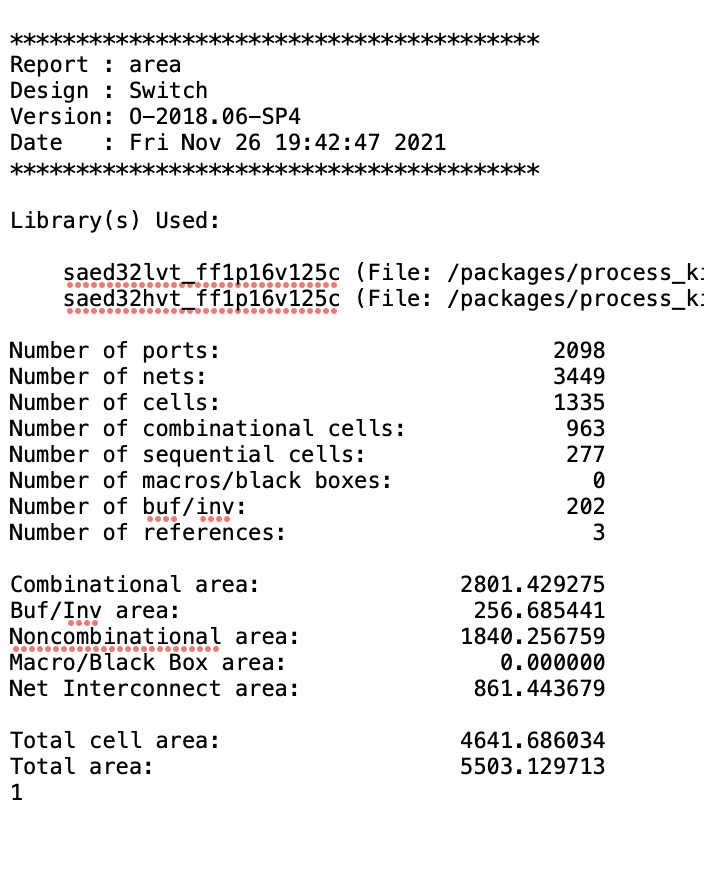 ****************************************
Report : area
Design : Switch
Version: O-2018.06-SP4
Date   : Fri Nov 26 19:42:47 2021
****************************************
Library(s) Used:
saed32lvt_ff1p16v125c (File: /packages/process_ki
saed32hvt_ff1p16v125c (File: /packages/process_ki
Number of ports: 2098
Number of nets: 3449
Number of cells: 1335
Number of combinational cells: 963
Number of sequential cells: 277
Number of macros/black boxes: 0
Number of buf/inv: 202
Number of references: 3
Combinational area: 2801.429275
Buf/Inv area: 256.685441
Noncombinational area: 1840.256759
Macro/Black Box area: 0.000000
Net Interconnect area: 861.443679
Total cell area: 4641.686034
Total area: 5503.129713
1